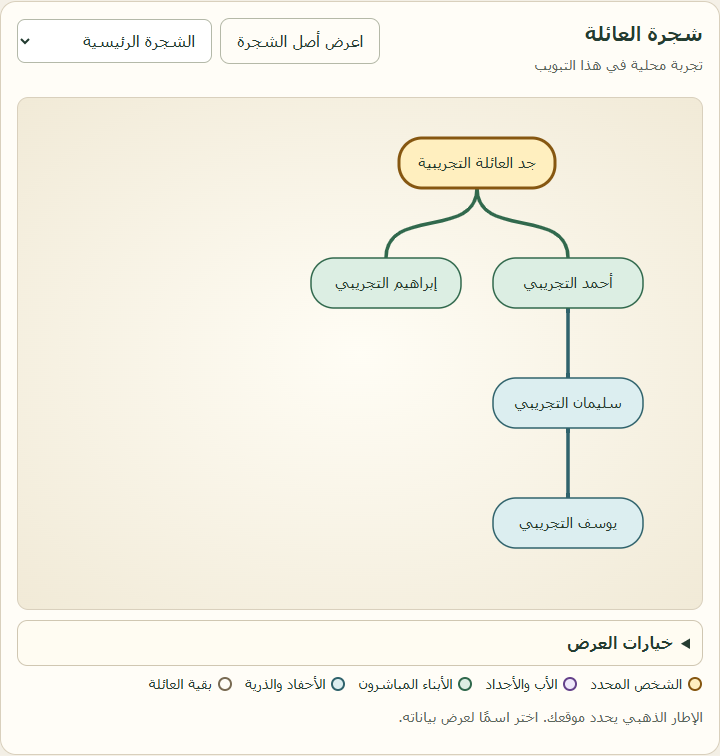 شجرة العائلة
تجربة محلية في هذا التبويب
اعرض أصل الشجرة
الشجرة الرئيسية
جد العائلة التجريبية
أحمد التجريبي
إبراهيم التجريبي
سليمان التجريبي
يوسف التجريبي
خيارات العرض
الشخص المحدد
الأب والأجداد
الأبناء المباشرون
الأحفاد والذرية
بقية العائلة
الإطار الذهبي يحدد موقعك. اختر اسمًا لعرض بياناته.